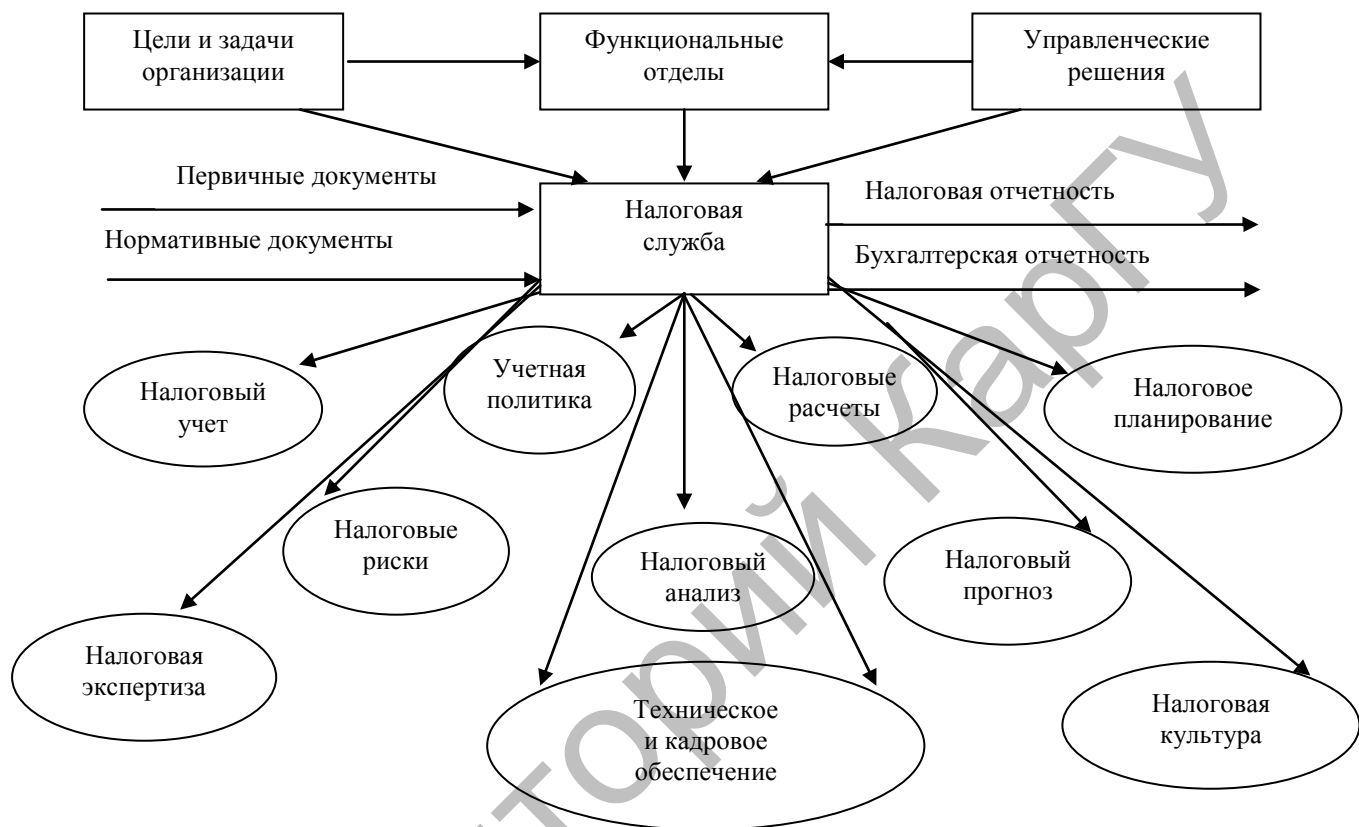 Цели и задачи
организации
Функциональные
отделы
Управленческие
решения
Первичные документы
Нормативные документы
Налоговая
служба
Налоговая отчетность
Бухгалтерская отчетность
Налоговый
учет
Учетная
политика
Налоговые
расчеты
Налоговое
планирование
Налоговые
риски
Налоговый
анализ
Налоговый
прогноз
Налоговая
экспертиза
Техническое
и кадровое
обеспечение
Налоговая
культура
торий КарГУ